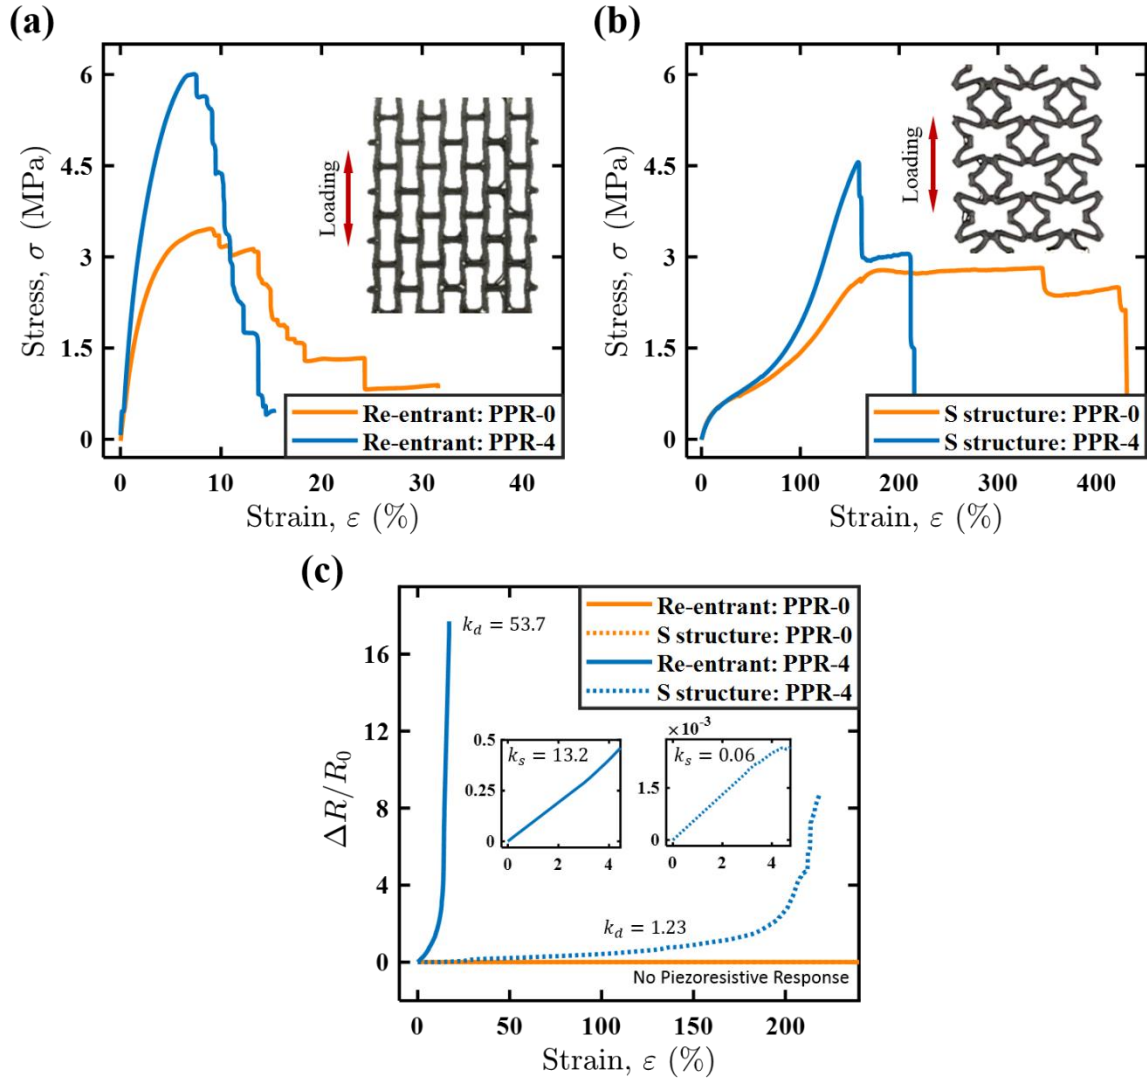 (a)
6
4.5
3
1.5
0
Stress, σ (MPa)
Loading
Re-entrant: PPR-0
Re-entrant: PPR-4
0 10 20 30 40
Strain, ε (%)
(b)
6
4.5
3
1.5
0
Stress, σ (MPa)
Loading
S structure: PPR-0
S structure: PPR-4
0 100 200 300 400
Strain, ε (%)
(c)
16
12
8
4
0
ΔR/R₀
k_d = 53.7
Re-entrant: PPR-0
S structure: PPR-0
Re-entrant: PPR-4
S structure: PPR-4
0.5
0.25
0
k_s = 13.2
0 2 4
×10⁻³
1.5
0
k_s = 0.06
0 2 4
k_d = 1.23
No Piezoresistive Response
0 50 100 150 200
Strain, ε (%)